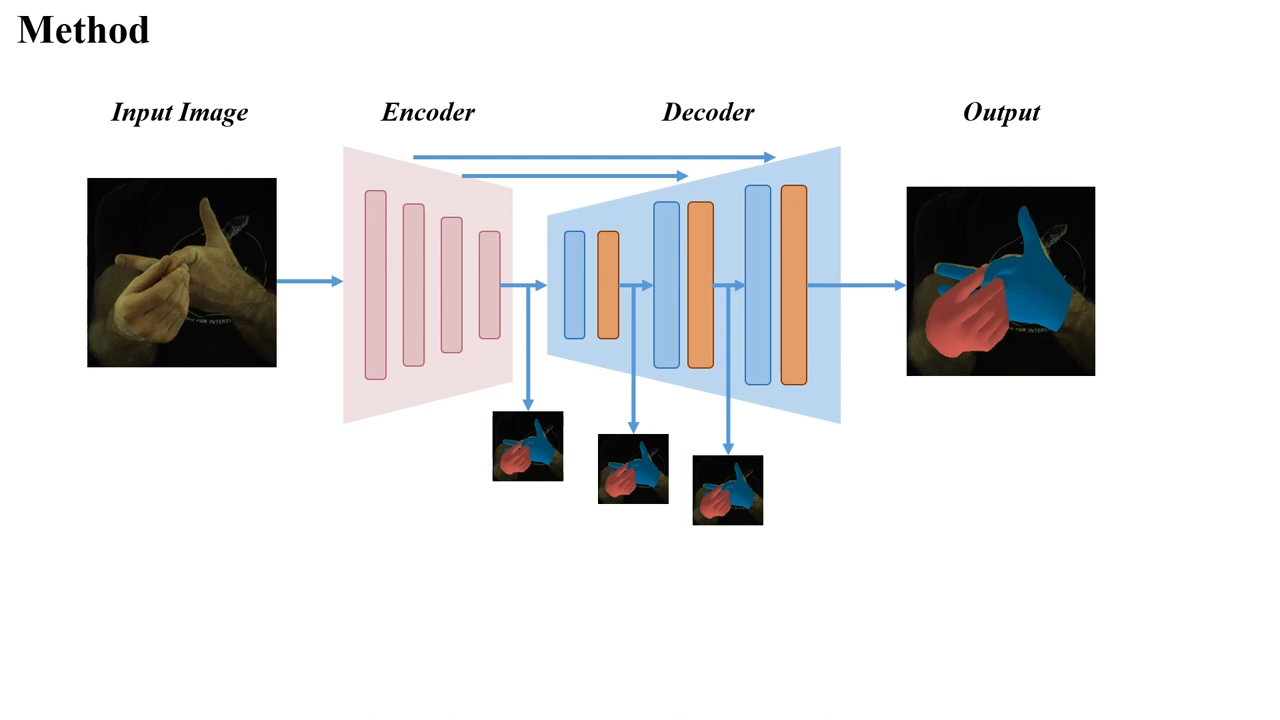 Method
Input Image
Encoder
Decoder
Output